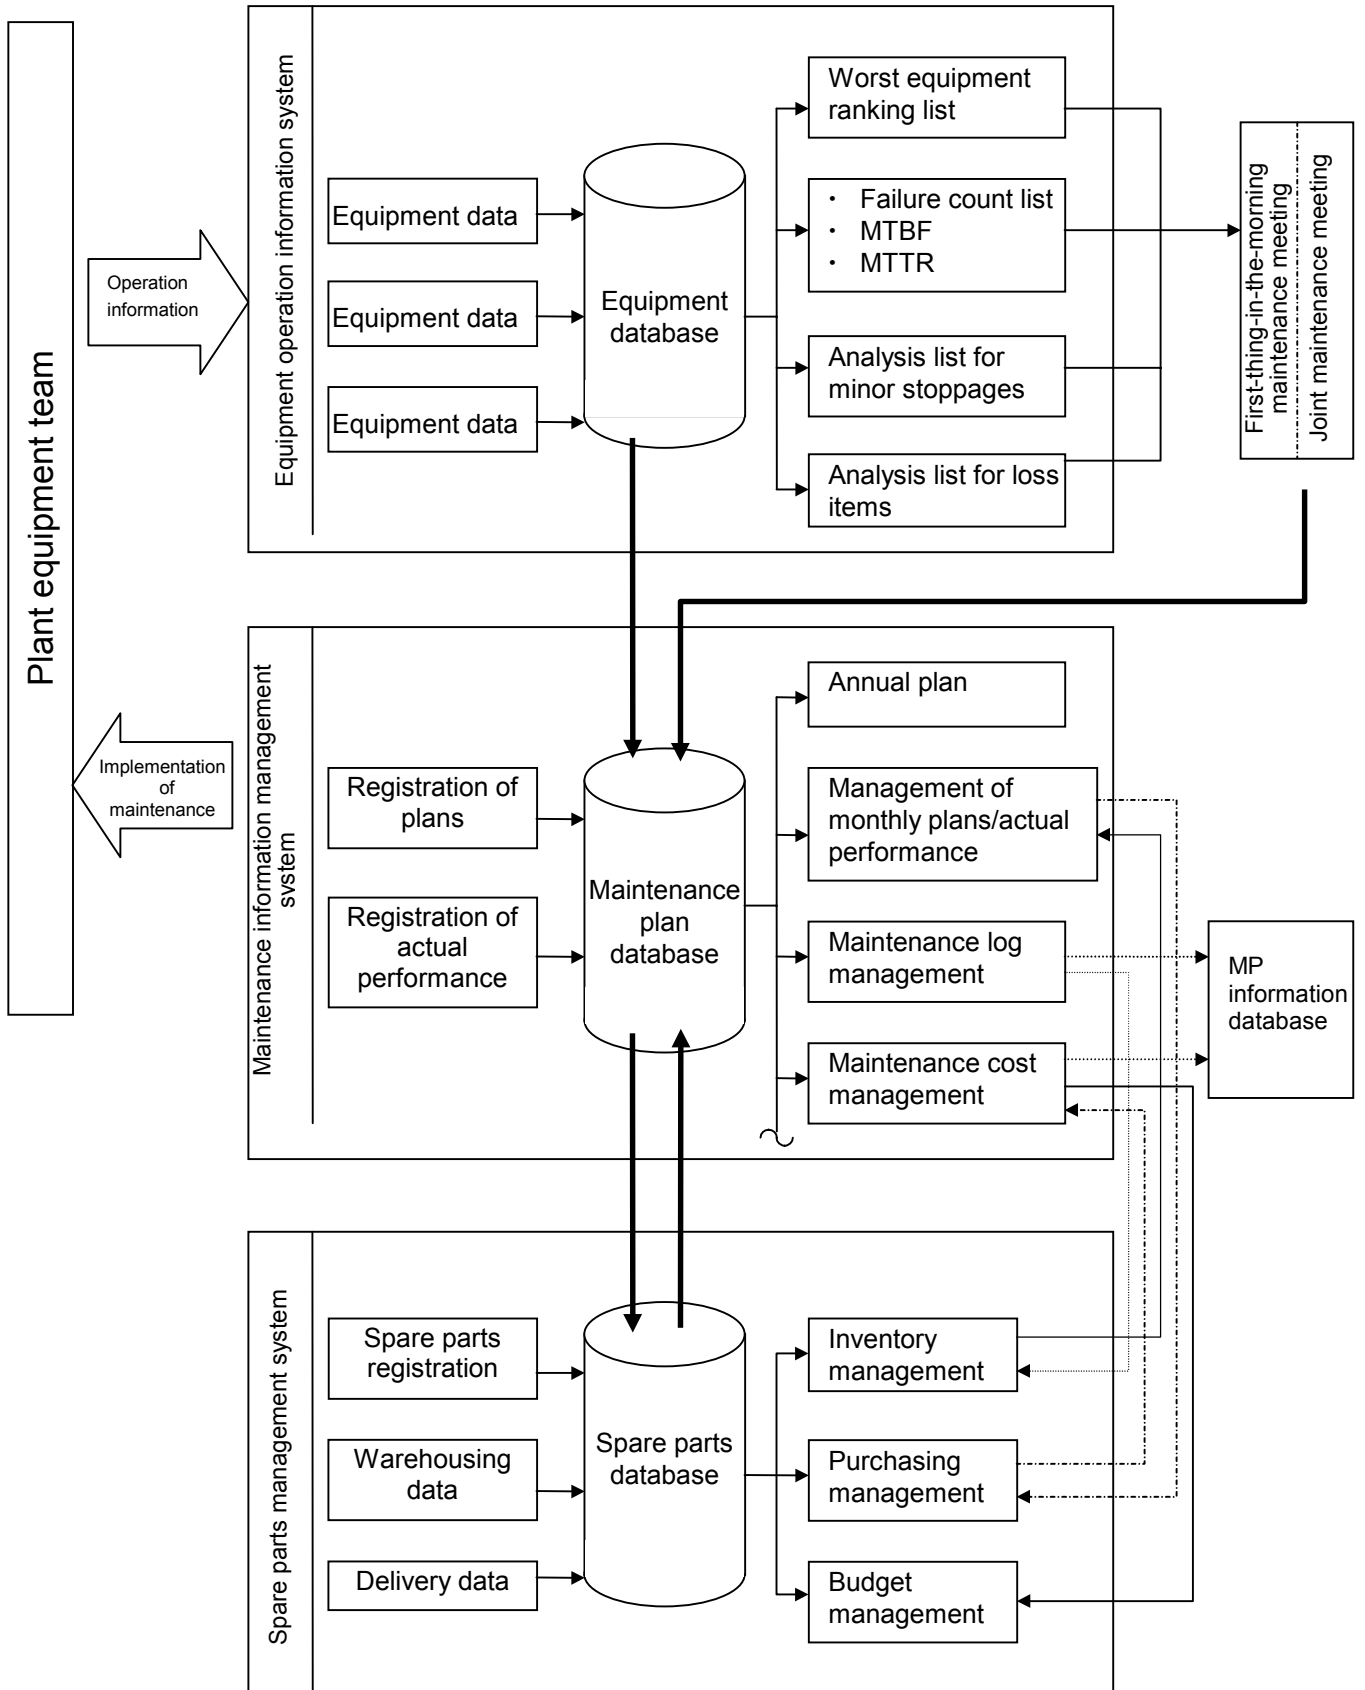 Plant equipment team
Operation
information
Implementation
of
maintenance
Equipment operation information system
Equipment data
Equipment data
Equipment data
Equipment
database
Worst equipment
ranking list
・ Failure count list
・ MTBF
・ MTTR
Analysis list for
minor stoppages
Analysis list for loss
items
First-thing-in-the-morning
maintenance meeting
Joint maintenance meeting
Maintenance information management
system
Registration of
plans
Registration of
actual
performance
Maintenance
plan
database
Annual plan
Management of
monthly plans/actual
performance
Maintenance log
management
Maintenance cost
management
MP
information
database
Spare parts management system
Spare parts
registration
Warehousing
data
Delivery data
Spare parts
database
Inventory
management
Purchasing
management
Budget
management